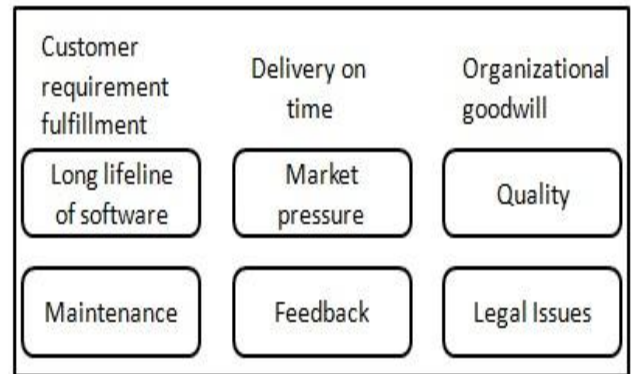 Customer
requirement
fulfillment
Delivery on
time
Organizational
goodwill
Long lifeline
of software
Market
pressure
Quality
Maintenance
Feedback
Legal Issues